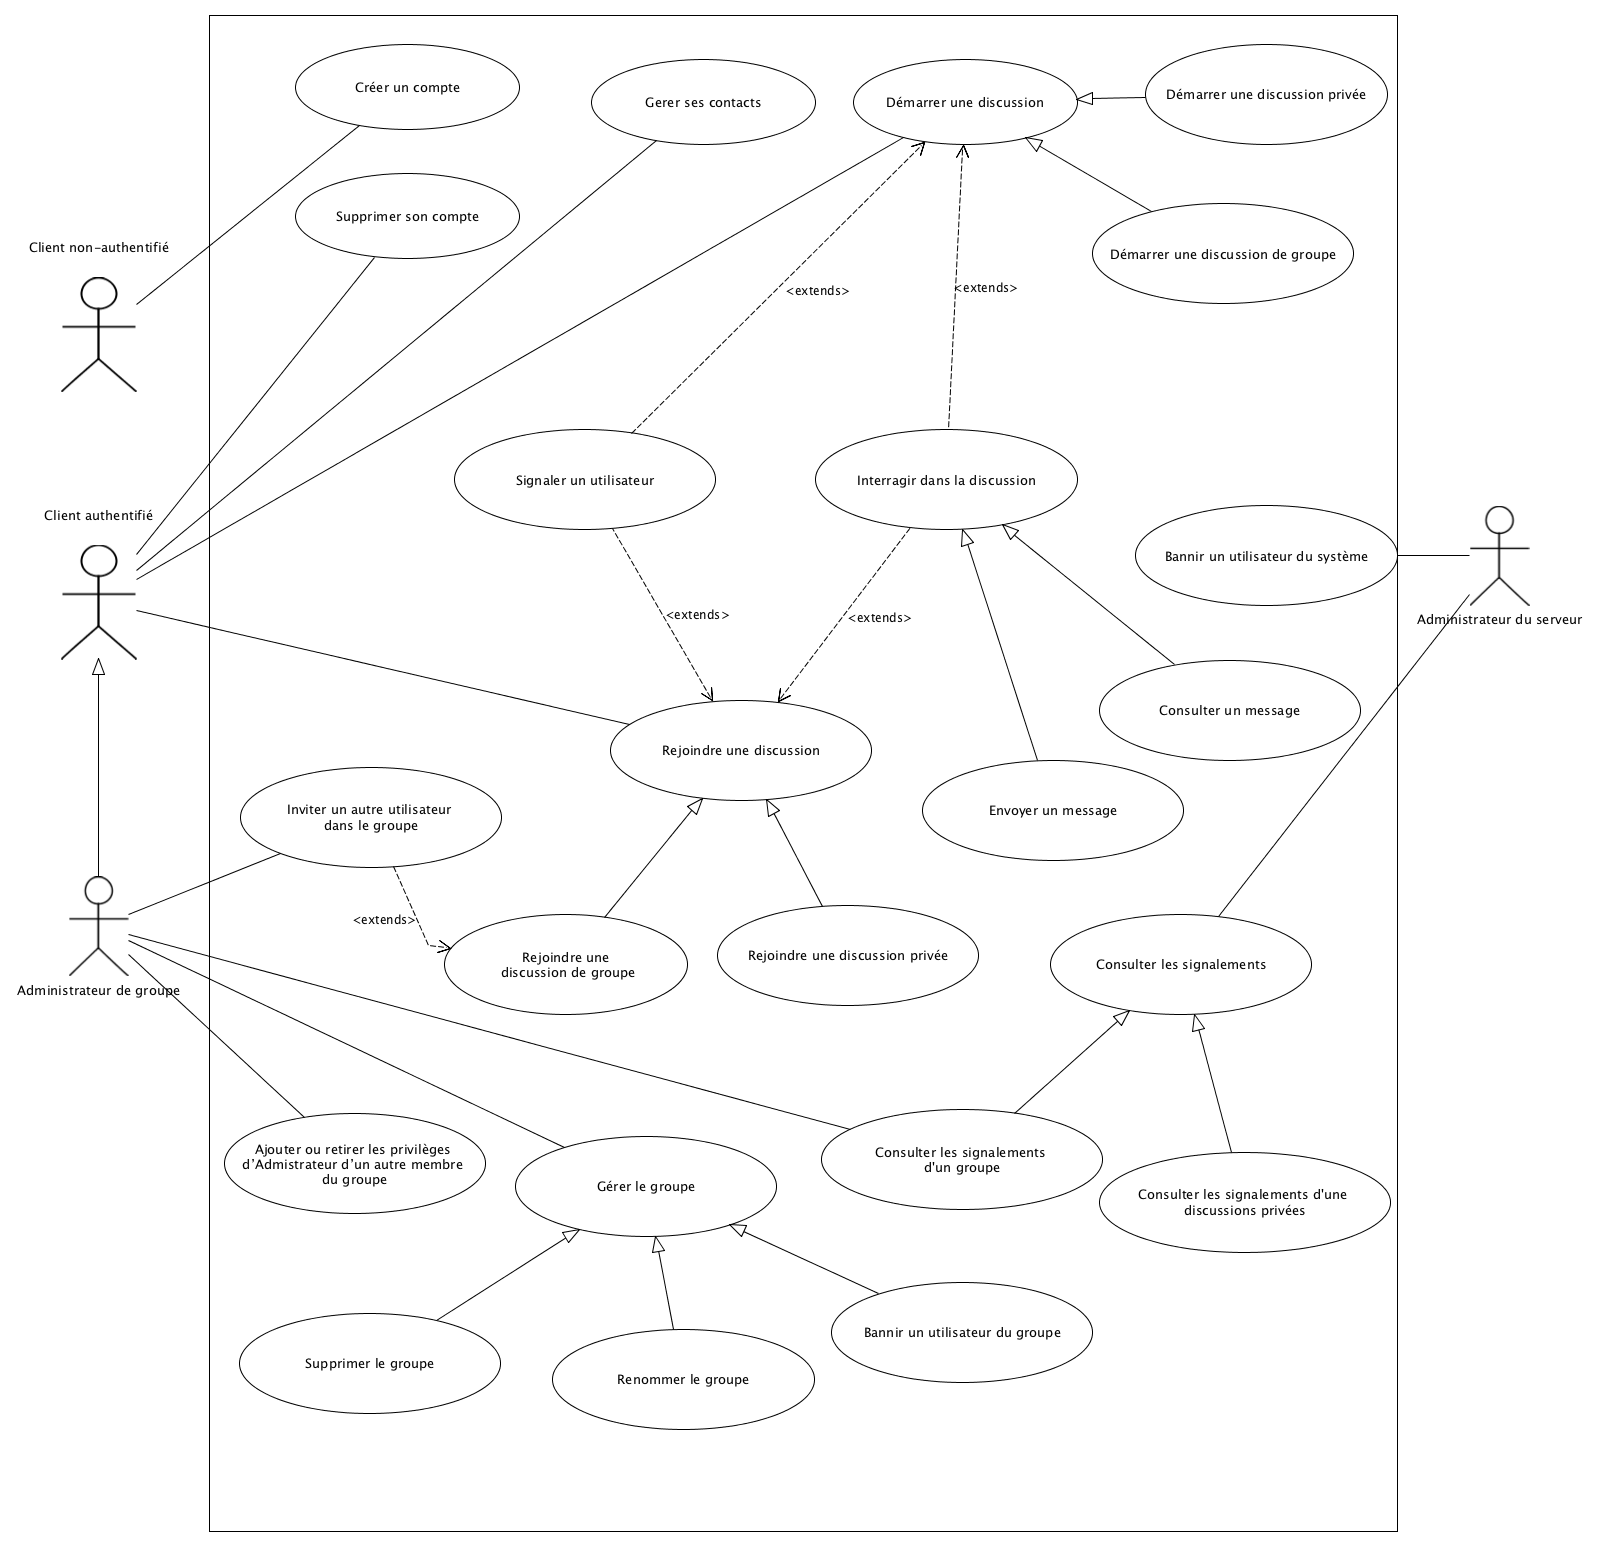 Créer un compte
Gerer ses contacts
Démarrer une discussion
Démarrer une discussion privée
Supprimer son compte
Client non-authentifié
Démarrer une discussion de groupe
<extends>
<extends>
Signaler un utilisateur
Interragir dans la discussion
Client authentifié
Bannir un utilisateur du système
<extends>
<extends>
Administrateur du serveur
Consulter un message
Rejoindre une discussion
Inviter un autre utilisateur
dans le groupe
Envoyer un message
<extends>
Rejoindre une
discussion de groupe
Rejoindre une discussion privée
Consulter les signalements
Administrateur de groupe
Ajouter ou retirer les privilèges
d'Admistrateur d'un autre membre
du groupe
Gérer le groupe
Consulter les signalements
d'un groupe
Consulter les signalements d'une
discussions privées
Bannir un utilisateur du groupe
Supprimer le groupe
Renommer le groupe